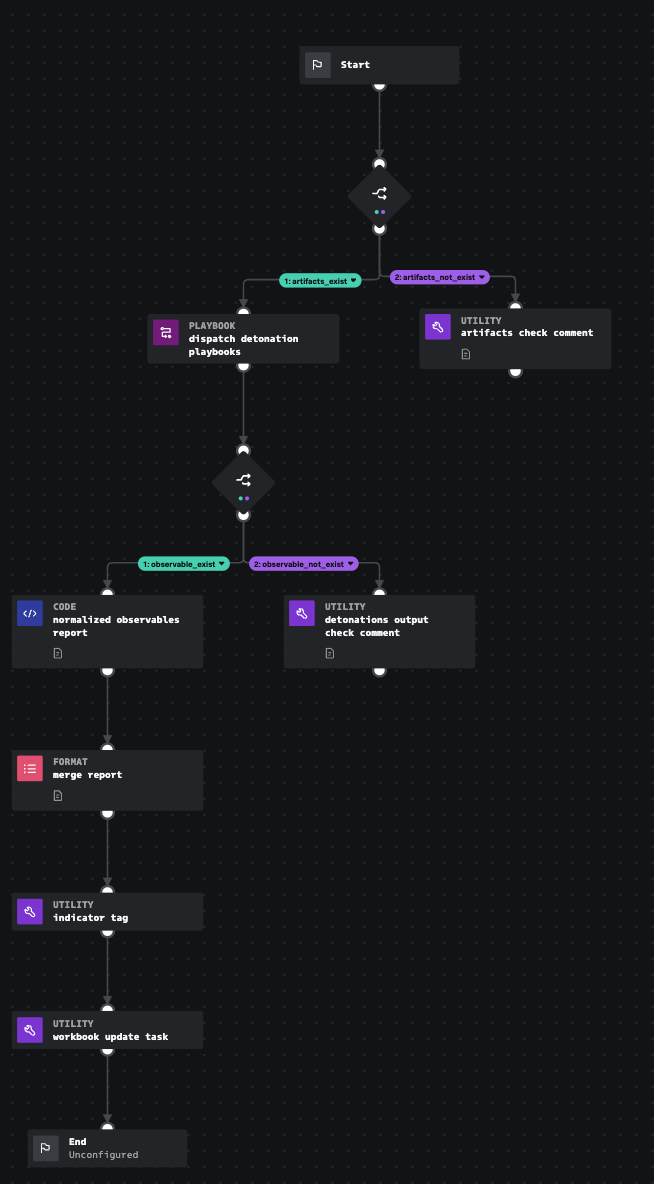 Start
1: artifacts_exist
2: artifacts_not_exist
PLAYBOOK
dispatch detonation
playbooks
UTILITY
artifacts check comment
1: observable_exist
2: observable_not_exist
CODE
normalized observables
report
UTILITY
detonations output
check comment
FORMAT
merge report
UTILITY
indicator tag
UTILITY
workbook update task
End
Unconfigured